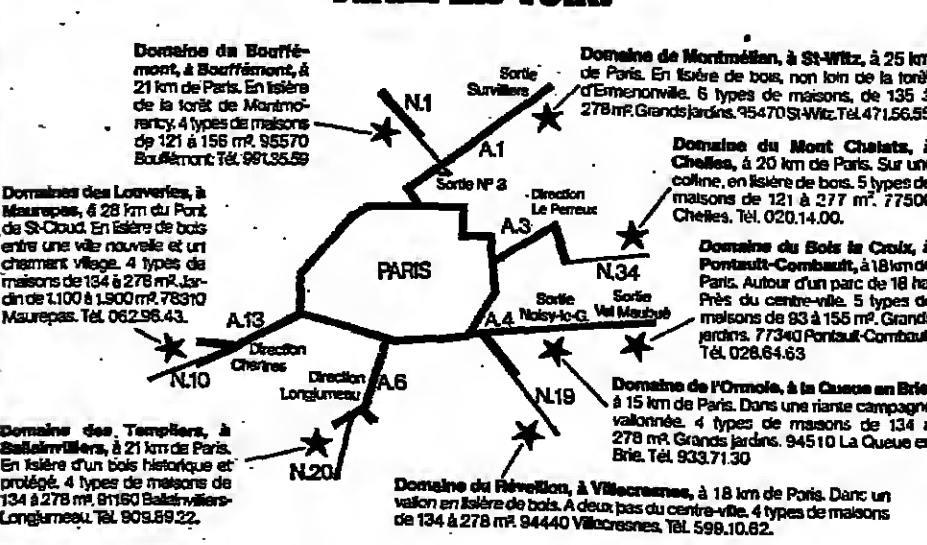 Domaine de Bouffé-
mont, à Bouffémont, à
21 km de Paris. En lisière
de la forêt de Montmo-
rency. 4 types de maisons
de 121 à 156 m². 95570
Bouffémont. Tél. 991.35.59
Domaines des Louveries, à
Maurepas, à 28 km du Pont
de St-Cloud. En lisière de bois
entre une ville nouvelle et un
charmant village. 4 types de
maisons de 134 à 278 m². Jar-
din de 1.100 à 1.900 m². 78310
Maurepas. Tél. 062.96.43.
Domaine des Templiers, à
Ballainvilliers, à 21 km de Paris.
En lisière d'un bois historique et
protégé. 4 types de maisons de
134 à 278 m². 91160 Ballainvilliers-
Longjumeau. Tél. 909.89.22.
N.1
Sortie
Survilliers
A.1
Sortie N° 3
Direction
Le Perreux
A.3
N.34
PARIS
Sortie
Noisy-le-G.
Sortie
Val Maubué
A.4
A.13
Direction
Chartres
N.10
Direction
Longjumeau
A.6
N.20
N.19
Domaine de Montmélian, à St-Witz, à 25 km
de Paris. En lisière de bois, non loin de la forêt
d'Ermenonville. 6 types de maisons, de 135 à
278 m². Grands jardins. 95470 St-Witz. Tél. 471.56.55
Domaine du Mont Chalats, à
Chelles, à 20 km de Paris. Sur une
colline, en lisière de bois. 5 types de
maisons de 121 à 277 m². 77500
Chelles. Tél. 020.14.00.
Domaine du Bois la Croix, à
Pontault-Combault, à 18 km de
Paris. Autour d'un parc de 18 ha.
Près du centre-ville. 5 types de
maisons de 93 à 155 m². Grands
jardins. 77340 Pontault-Combault.
Tél. 028.64.63
Domaine de l'Ormoie, à la Queue en Brie,
à 15 km de Paris. Dans une riante campagne
vallonnée. 4 types de maisons de 134 à
278 m². Grands jardins. 94510 La Queue en
Brie. Tél. 933.71.30
Domaine du Réveillon, à Villecresnes, à 18 km de Paris. Dans un
vallon en lisière de bois. A deux pas du centre-ville. 4 types de maisons
de 134 à 278 m². 94440 Villecresnes. Tél. 599.10.62.